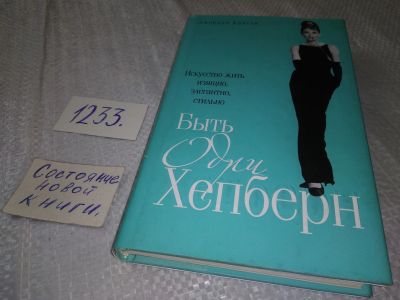 Искусство жить
изящно,
элегантно,
стильно
Быть
Одри
Хепберн
1233.
Состояние
новой
книги.